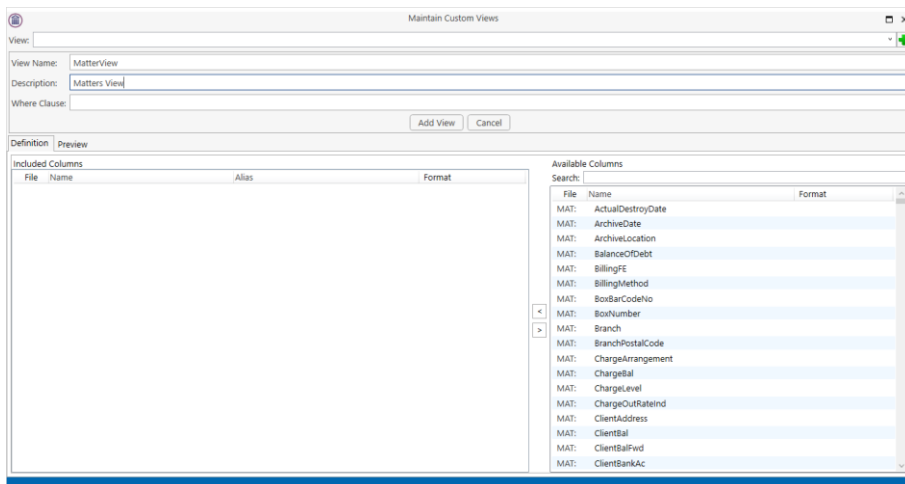 Maintain Custom Views
View:
View Name: MatterView
Description: Matters View
Where Clause:
Add View Cancel
Definition Preview
Included Columns
File Name Alias Format
Available Columns
Search:
File Name Format
MAT: ActualDestroyDate
MAT: ArchiveDate
MAT: ArchiveLocation
MAT: BalanceOfDebt
MAT: BillingFE
MAT: BillingMethod
MAT: BoxBarCodeNo
MAT: BoxNumber
MAT: Branch
MAT: BranchPostalCode
MAT: ChargeArrangement
MAT: ChargeBal
MAT: ChargeLevel
MAT: ChargeOutRateInd
MAT: ClientAddress
MAT: ClientBal
MAT: ClientBalFwd
MAT: ClientBankAc